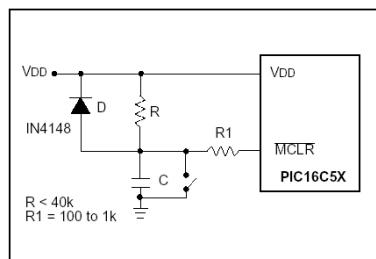 VDD
VDD
D
R
IN4148
R1
MCLR
C
PIC16C5X
R < 40k
R1 = 100 to 1k